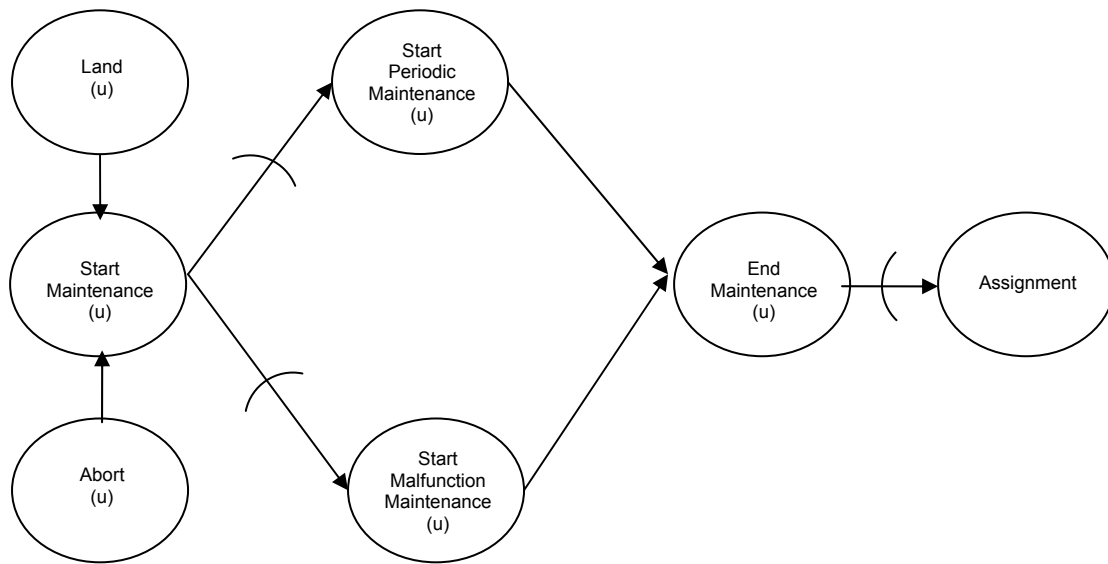 Land
(u)
Start
Periodic
Maintenance
(u)
Start
Maintenance
(u)
End
Maintenance
(u)
Assignment
Abort
(u)
Start
Malfunction
Maintenance
(u)